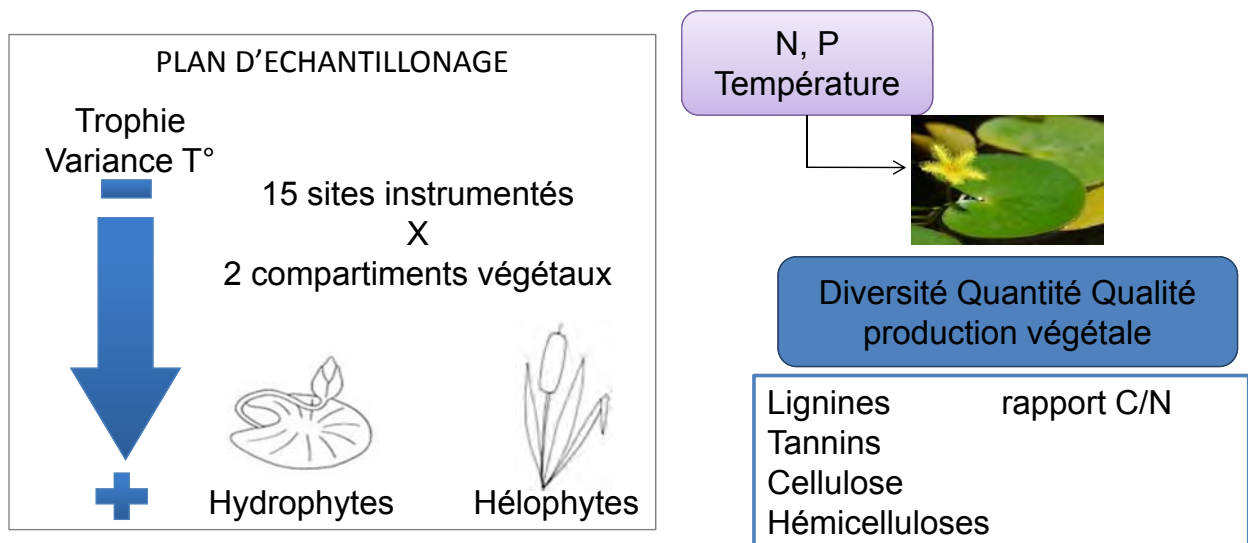 PLAN D'ECHANTILLONAGE
Trophie
Variance T°
15 sites instrumentés
X
2 compartiments végétaux
Hydrophytes
Hélophytes
N, P
Température
Diversité Quantité Qualité
production végétale
Lignines rapport C/N
Tannins
Cellulose
Hémicelluloses